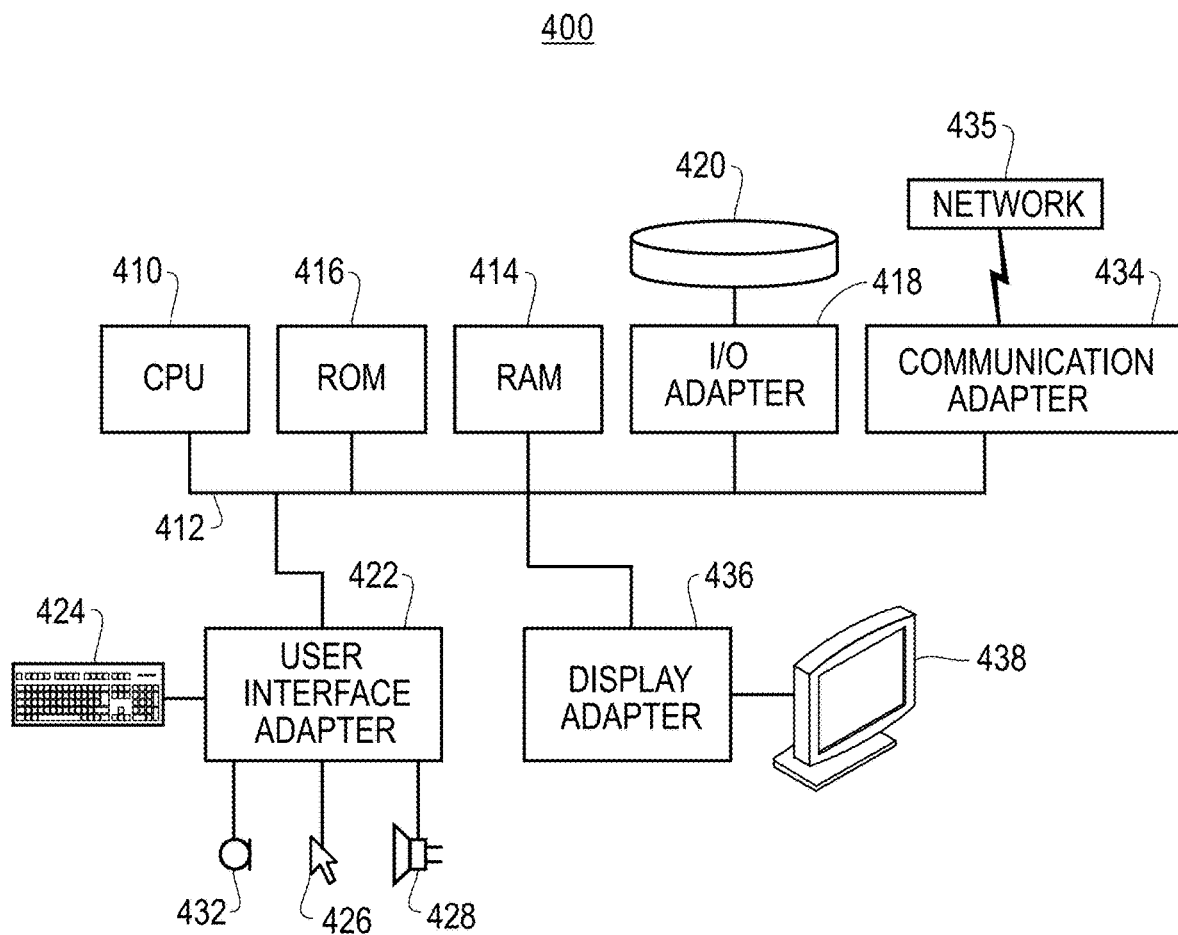 400
435
420
NETWORK
410
416
414
418
434
CPU
ROM
RAM
I/O
ADAPTER
COMMUNICATION
ADAPTER
412
422
436
424
438
USER
INTERFACE
ADAPTER
DISPLAY
ADAPTER
432
426
428